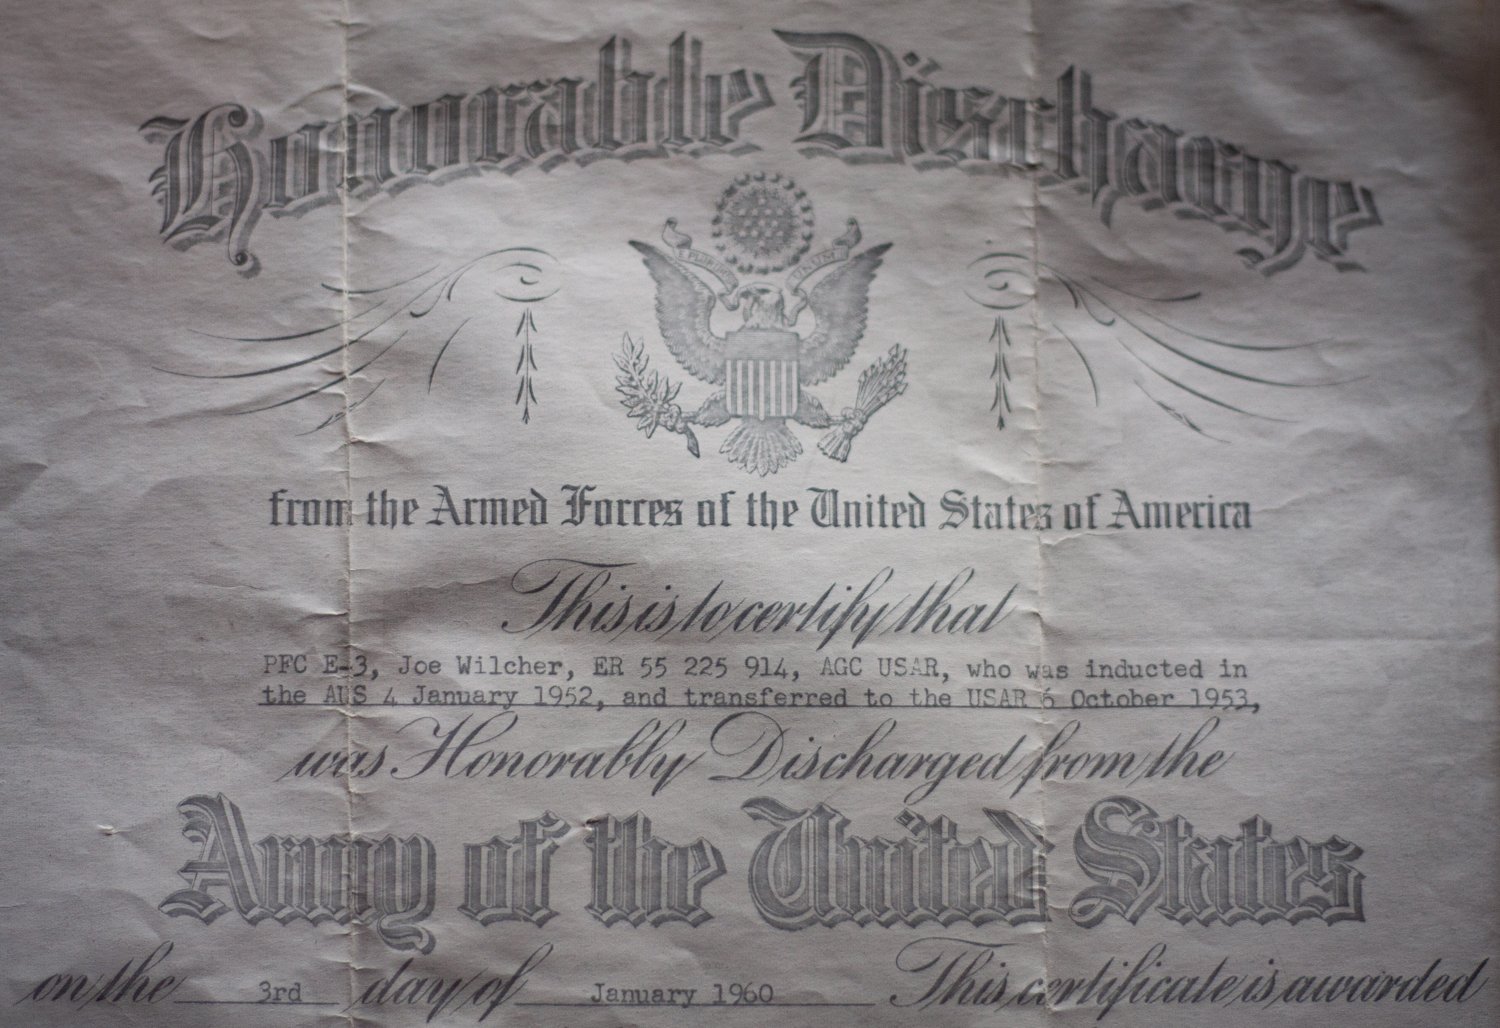 Honorable Discharge
E PLURIBUS UNUM
from the Armed Forces of the United States of America
This is to certify that
PFC E-3, Joe Wilcher, ER 55 225 914, AGC USAR, who was inducted in
the AUS 4 January 1952, and transferred to the USAR 6 October 1953,
was Honorably Discharged from the
Army of the United States
on the 3rd day of January 1960 This certificate is awarded